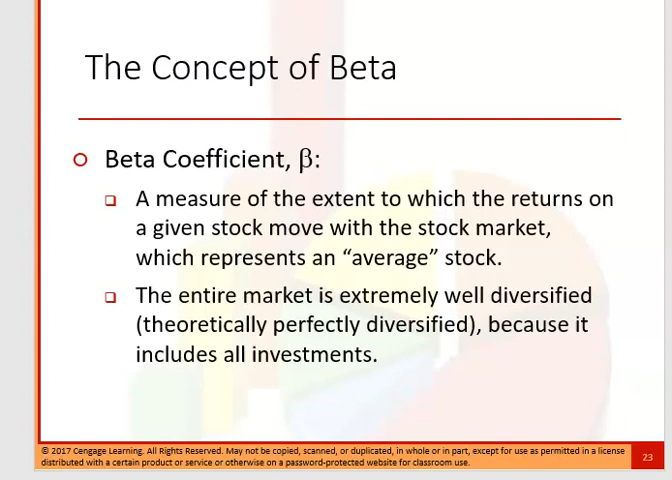 The Concept of Beta
Beta Coefficient, β:
A measure of the extent to which the returns on
a given stock move with the stock market,
which represents an “average” stock.
The entire market is extremely well diversified
(theoretically perfectly diversified), because it
includes all investments.
© 2017 Cengage Learning. All Rights Reserved. May not be copied, scanned, or duplicated, in whole or in part, except for use as permitted in a license
distributed with a certain product or service or otherwise on a password-protected website for classroom use.
23